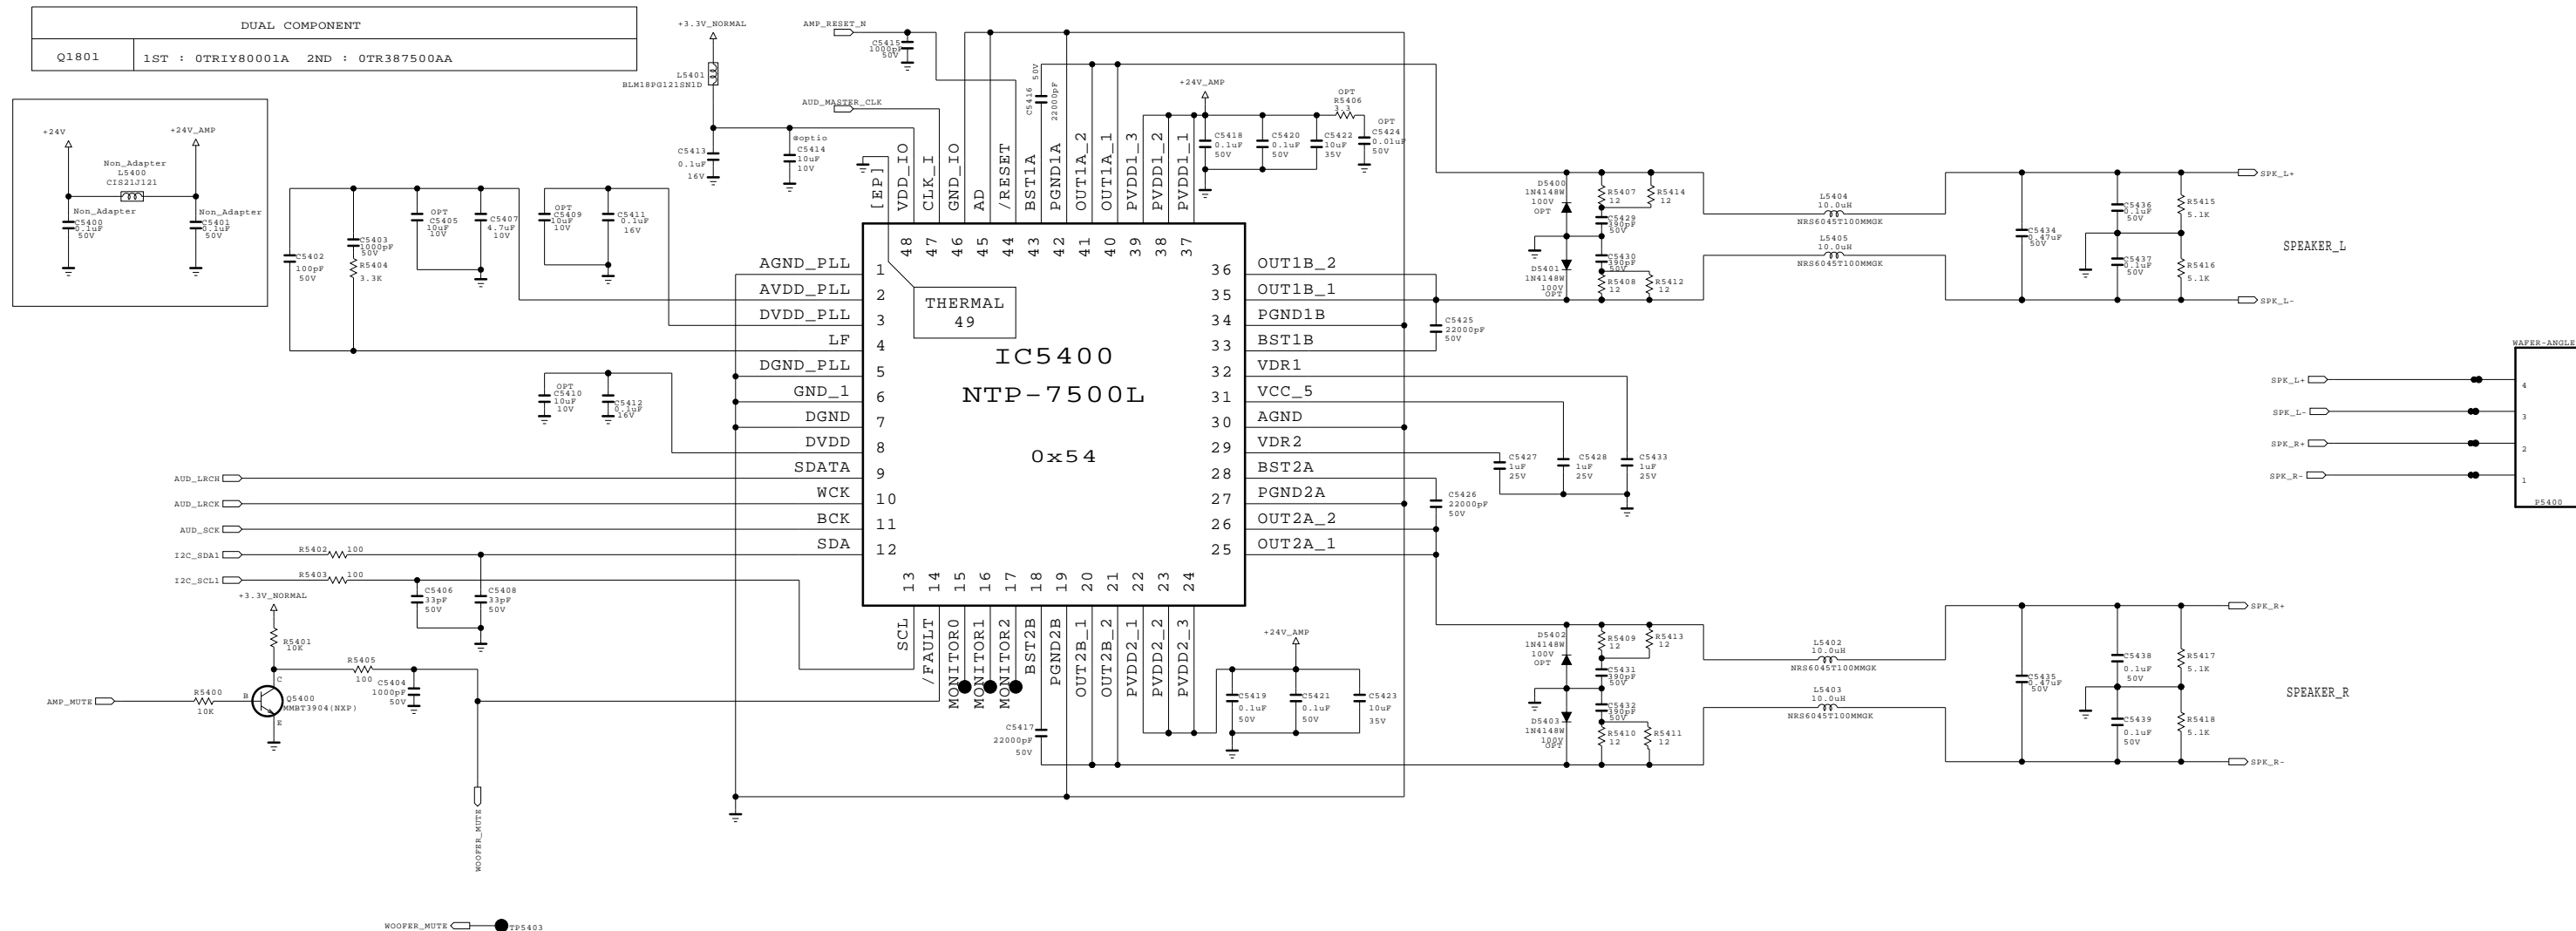 DUAL COMPONENT
Q1801
1ST : 0TRIY80001A 2ND : 0TR387500AA
+24V
+24V_AMP
Non_Adapter
L5400
CIS21J121
Non_Adapter
C5400
0.1uF
50V
Non_Adapter
C5401
0.1uF
50V
+3.3V_NORMAL
L5401
BLM18PG121SN1D
C5413
0.1uF
16V
@optio
C5414
10uF
10V
AMP_RESET_N
C5415
1000pF
50V
AUD_MASTER_CLK
C5416
22000pF
50V
+24V_AMP
C5418
0.1uF
50V
C5420
0.1uF
50V
C5422
10uF
35V
OPT
R5406
3.3
OPT
C5424
0.01uF
50V
C5402
100pF
50V
C5403
1000pF
50V
R5404
3.3K
OPT
C5405
10uF
10V
C5407
4.7uF
10V
OPT
C5409
10uF
10V
C5411
0.1uF
16V
OPT
C5410
10uF
10V
C5412
0.1uF
16V
[EP]
VDD_IO
CLK_I
GND_IO
AD
/RESET
BST1A
PGND1A
OUT1A_2
OUT1A_1
PVDD1_3
PVDD1_2
PVDD1_1
48
47
46
45
44
43
42
41
40
39
38
37
AGND_PLL 1
AVDD_PLL 2
DVDD_PLL 3
LF 4
DGND_PLL 5
GND_1 6
DGND 7
DVDD 8
SDATA 9
WCK 10
BCK 11
SDA 12
THERMAL
49
IC5400
NTP-7500L
0x54
36 OUT1B_2
35 OUT1B_1
34 PGND1B
33 BST1B
32 VDR1
31 VCC_5
30 AGND
29 VDR2
28 BST2A
27 PGND2A
26 OUT2A_2
25 OUT2A_1
13
14
15
16
17
18
19
20
21
22
23
24
SCL
/FAULT
MONITOR0
MONITOR1
MONITOR2
BST2B
PGND2B
OUT2B_1
OUT2B_2
PVDD2_1
PVDD2_2
PVDD2_3
AUD_LRCH
AUD_LRCK
AUD_SCK
I2C_SDA1
R5402 100
I2C_SCL1
R5403 100
C5406
33pF
50V
C5408
33pF
50V
+3.3V_NORMAL
R5401
10K
R5405
100
C5404
1000pF
50V
AMP_MUTE
R5400
10K
B
C
E
Q5400
MMBT3904(NXP)
WOOFER_MUTE
WOOFER_MUTE
TP5403
C5417
22000pF
50V
+24V_AMP
C5419
0.1uF
50V
C5421
0.1uF
50V
C5423
10uF
35V
C5425
22000pF
50V
C5426
22000pF
50V
C5427
1uF
25V
C5428
1uF
25V
C5433
1uF
25V
D5400
1N4148W
100V
OPT
R5407
12
R5414
12
C5429
390pF
50V
C5430
390pF
50V
D5401
1N4148W
100V
OPT
R5408
12
R5412
12
L5404
10.0uH
NRS6045T100MMGK
L5405
10.0uH
NRS6045T100MMGK
C5434
0.47uF
50V
C5436
0.1uF
50V
C5437
0.1uF
50V
R5415
5.1K
R5416
5.1K
SPK_L+
SPEAKER_L
SPK_L-
WAFER-ANGLE
SPK_L+
4
SPK_L-
3
SPK_R+
2
SPK_R-
1
P5400
D5402
1N4148W
100V
OPT
R5409
12
R5413
12
C5431
390pF
50V
C5432
390pF
50V
D5403
1N4148W
100V
OPT
R5410
12
R5411
12
L5402
10.0uH
NRS6045T100MMGK
L5403
10.0uH
NRS6045T100MMGK
C5435
0.47uF
50V
C5438
0.1uF
50V
C5439
0.1uF
50V
R5417
5.1K
R5418
5.1K
SPK_R+
SPEAKER_R
SPK_R-